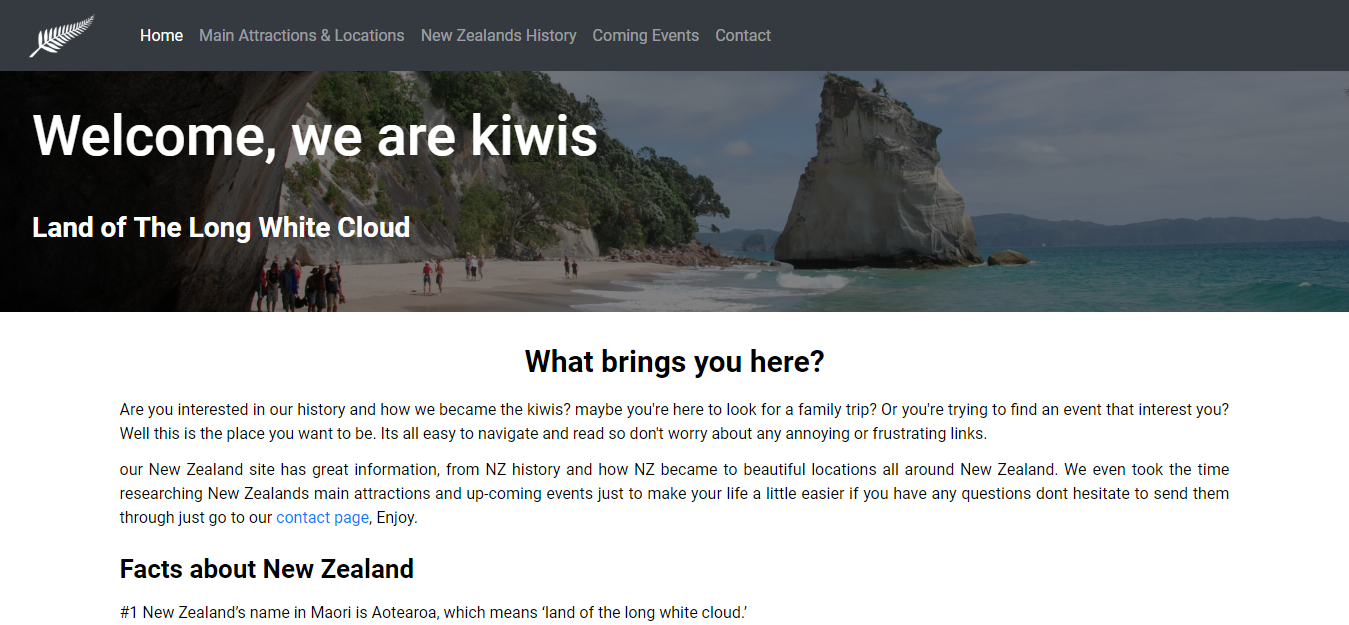 Home Main Attractions & Locations New Zealands History Coming Events Contact
Welcome, we are kiwis
Land of The Long White Cloud
What brings you here?
Are you interested in our history and how we became the kiwis? maybe you're here to look for a family trip? Or you're trying to find an event that interest you?
Well this is the place you want to be. Its all easy to navigate and read so don't worry about any annoying or frustrating links.
our New Zealand site has great information, from NZ history and how NZ became to beautiful locations all around New Zealand. We even took the time
researching New Zealands main attractions and up-coming events just to make your life a little easier if you have any questions dont hesitate to send them
through just go to our contact page, Enjoy.
Facts about New Zealand
#1 New Zealand’s name in Maori is Aotearoa, which means ‘land of the long white cloud.’